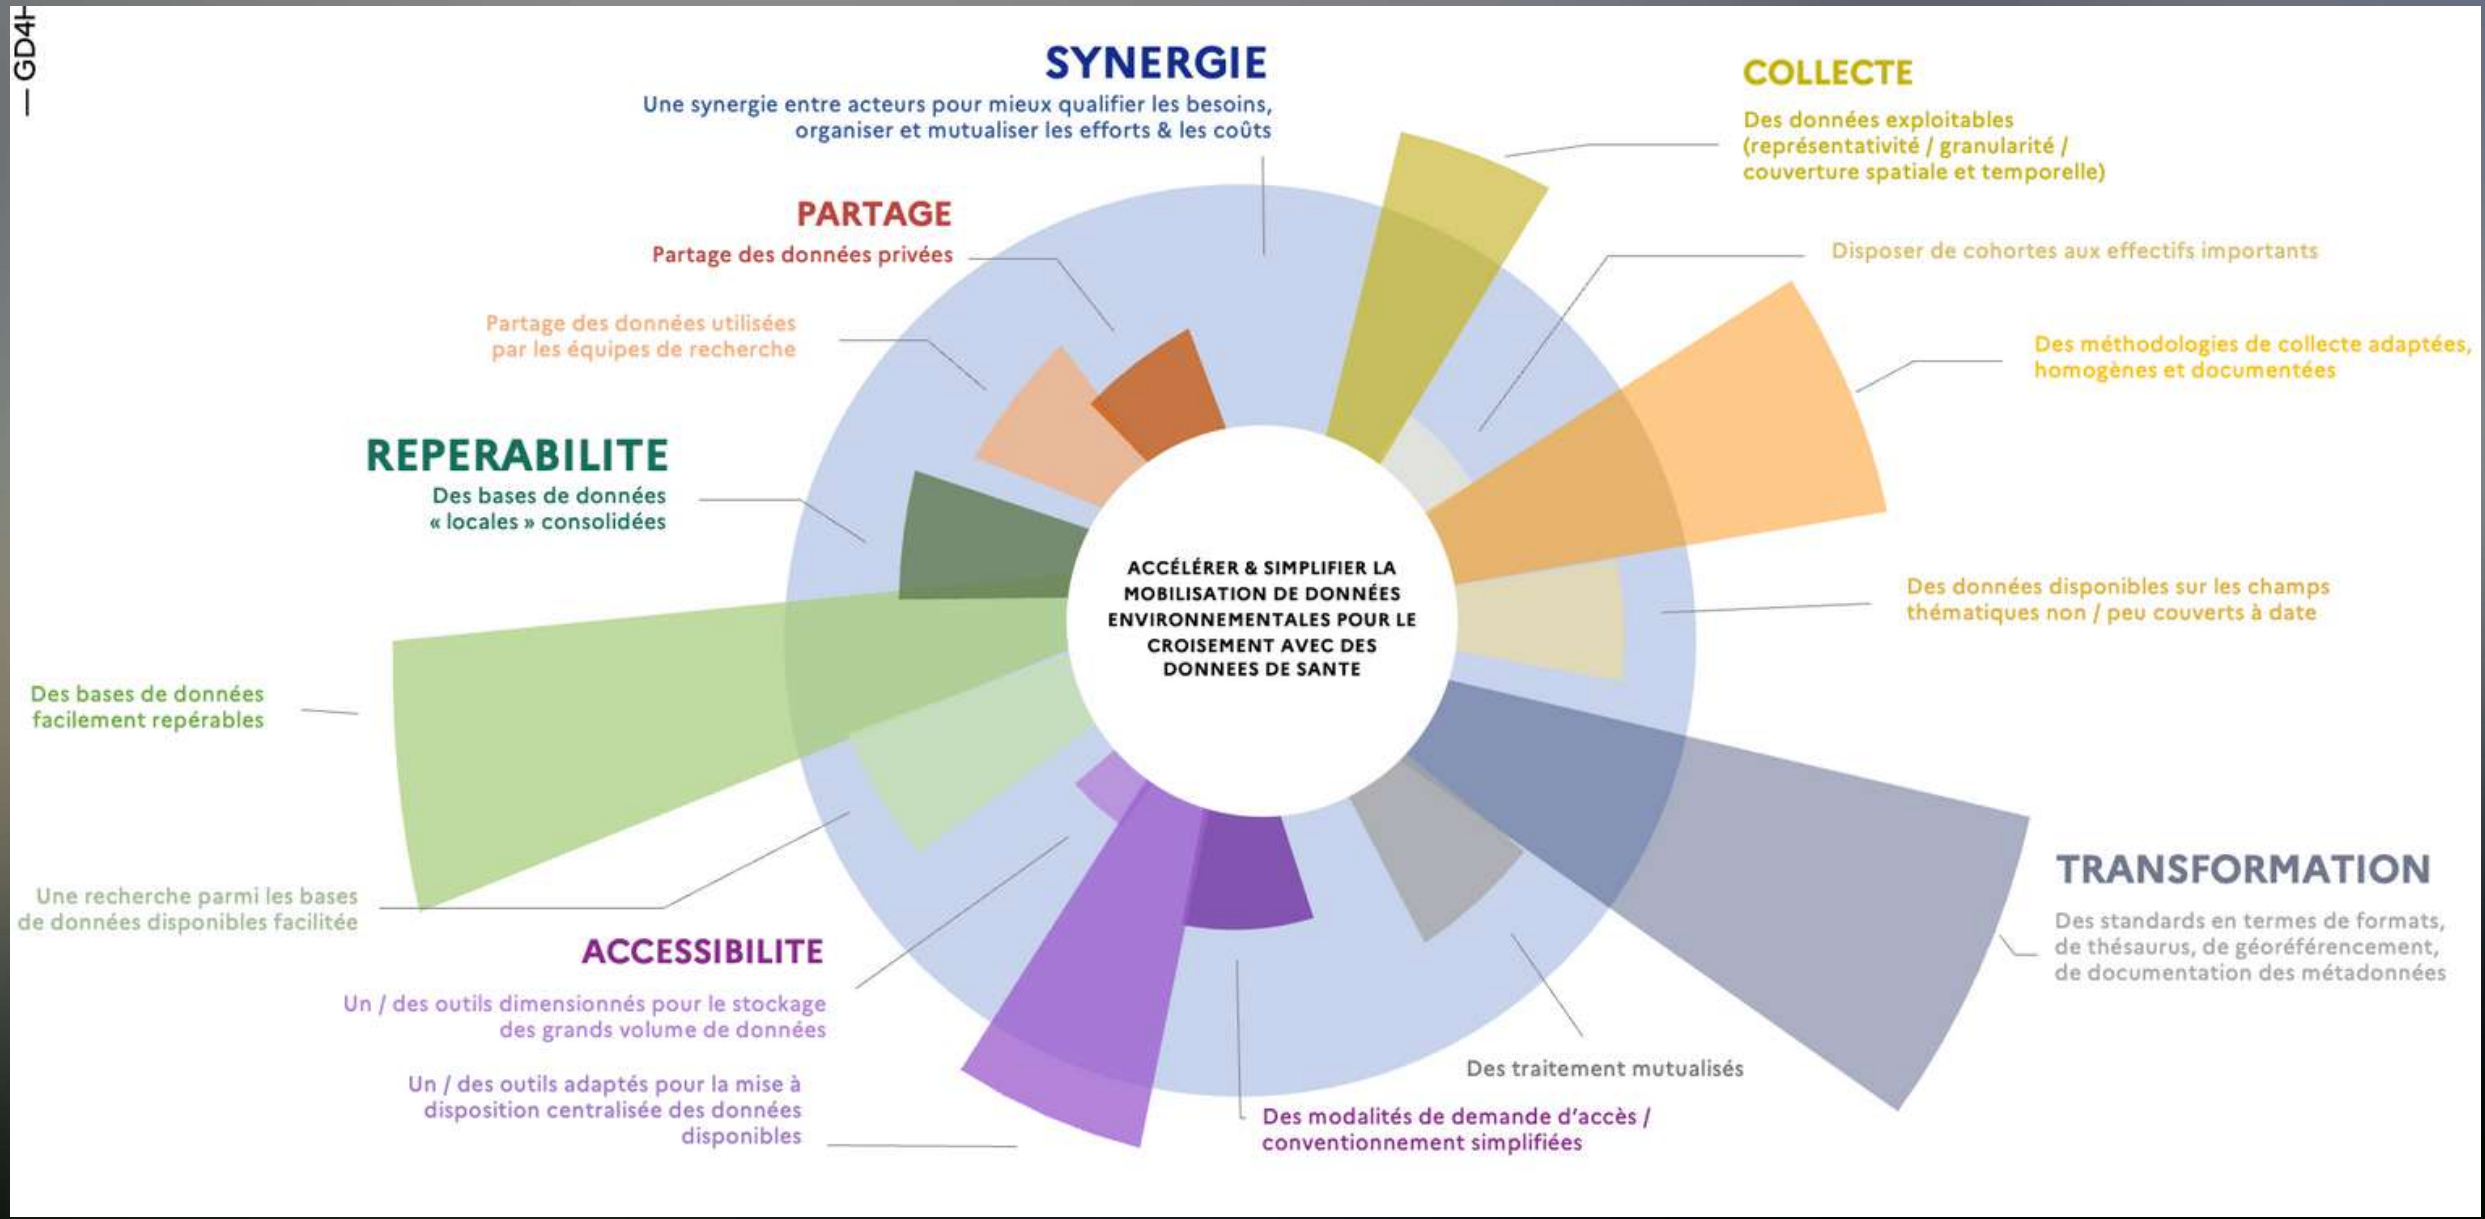 — GD4H
SYNERGIE
Une synergie entre acteurs pour mieux qualifier les besoins,
organiser et mutualiser les efforts & les coûts
COLLECTE
Des données exploitables
(représentativité / granularité /
couverture spatiale et temporelle)
Disposer de cohortes aux effectifs importants
Des méthodologies de collecte adaptées,
homogènes et documentées
Des données disponibles sur les champs
thématiques non / peu couverts à date
PARTAGE
Partage des données privées
Partage des données utilisées
par les équipes de recherche
REPERABILITE
Des bases de données
« locales » consolidées
Des bases de données
facilement repérables
Une recherche parmi les bases
de données disponibles facilitée
ACCÉLÉRER & SIMPLIFIER LA
MOBILISATION DE DONNÉES
ENVIRONNEMENTALES POUR LE
CROISEMENT AVEC DES
DONNEES DE SANTE
ACCESSIBILITE
Un / des outils dimensionnés pour le stockage
des grands volume de données
Un / des outils adaptés pour la mise à
disposition centralisée des données
disponibles
Des modalités de demande d'accès /
conventionnement simplifiées
Des traitement mutualisés
TRANSFORMATION
Des standards en termes de formats,
de thésaurus, de géoréférencement,
de documentation des métadonnées